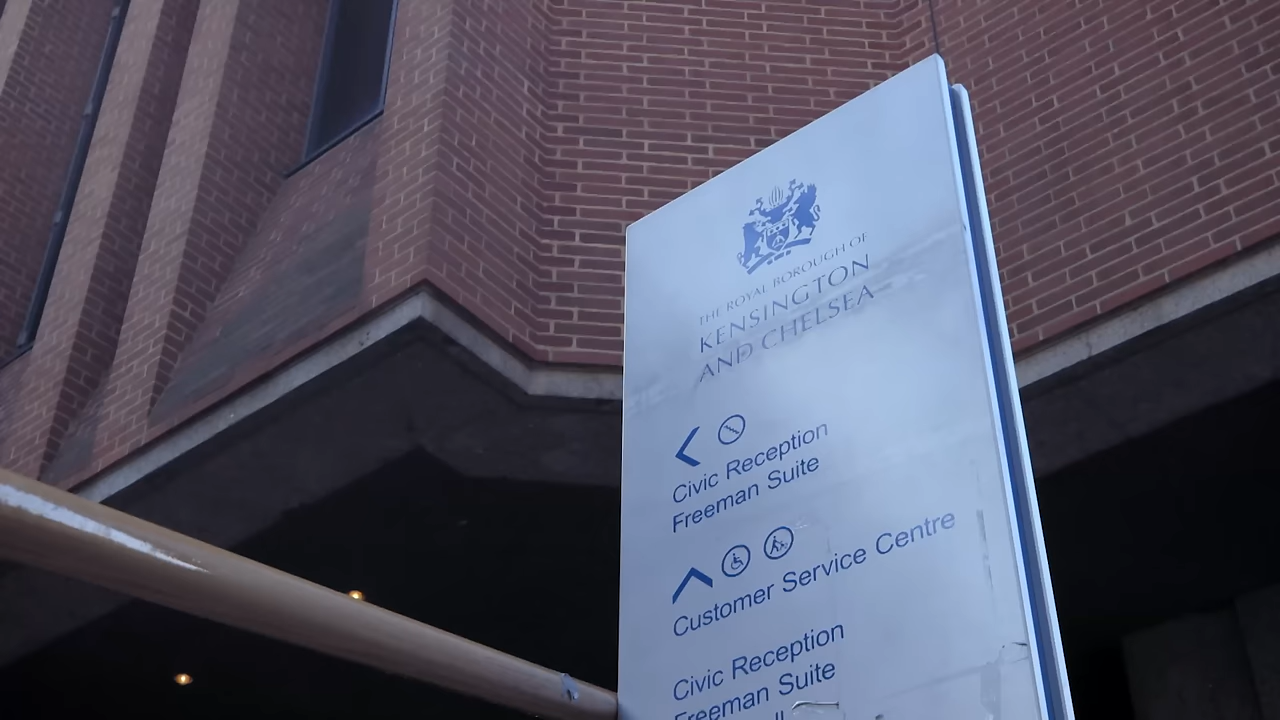 THE ROYAL BOROUGH OF
KENSINGTON
AND CHELSEA
Civic Reception
Freeman Suite
Customer Service Centre
Civic Reception
Freeman Suite